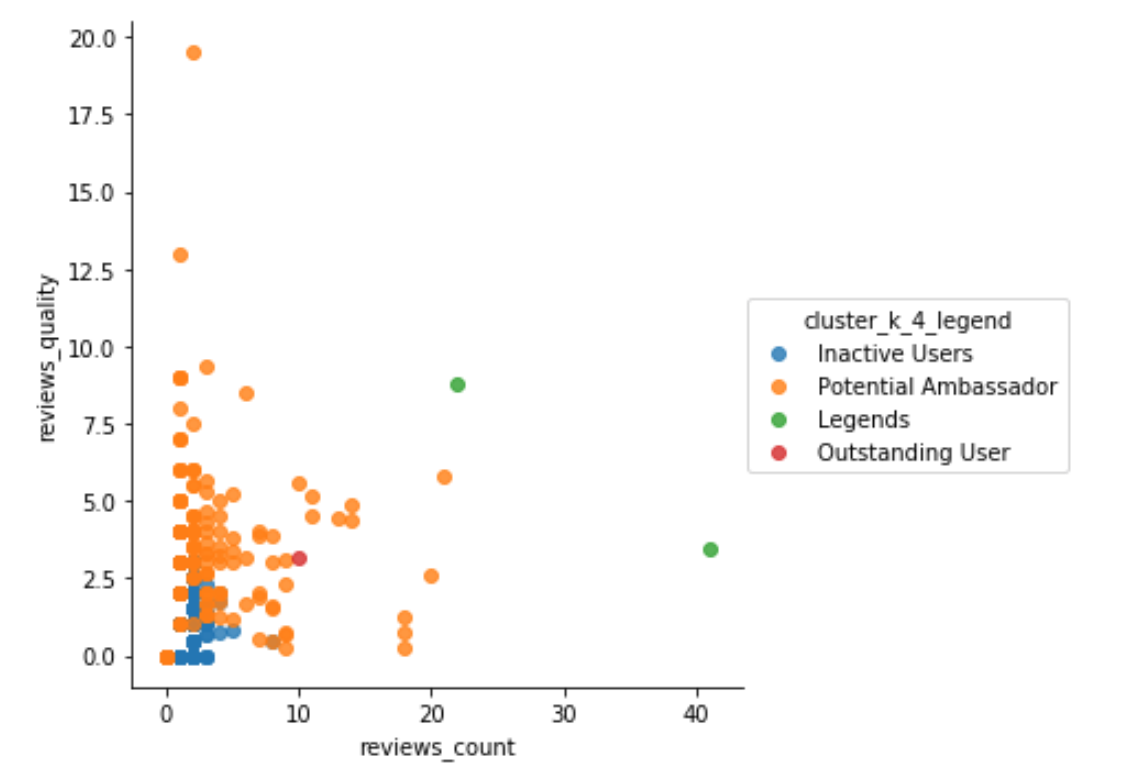 20.0
17.5
15.0
12.5
10.0
7.5
5.0
2.5
0.0
reviews_quality
0
10
20
30
40
reviews_count
cluster_k_4_legend
Inactive Users
Potential Ambassador
Legends
Outstanding User